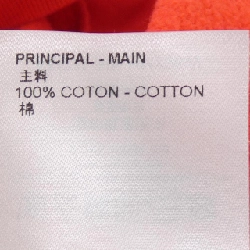 PRINCIPAL - MAIN
主料
100% COTON - COTTON
棉